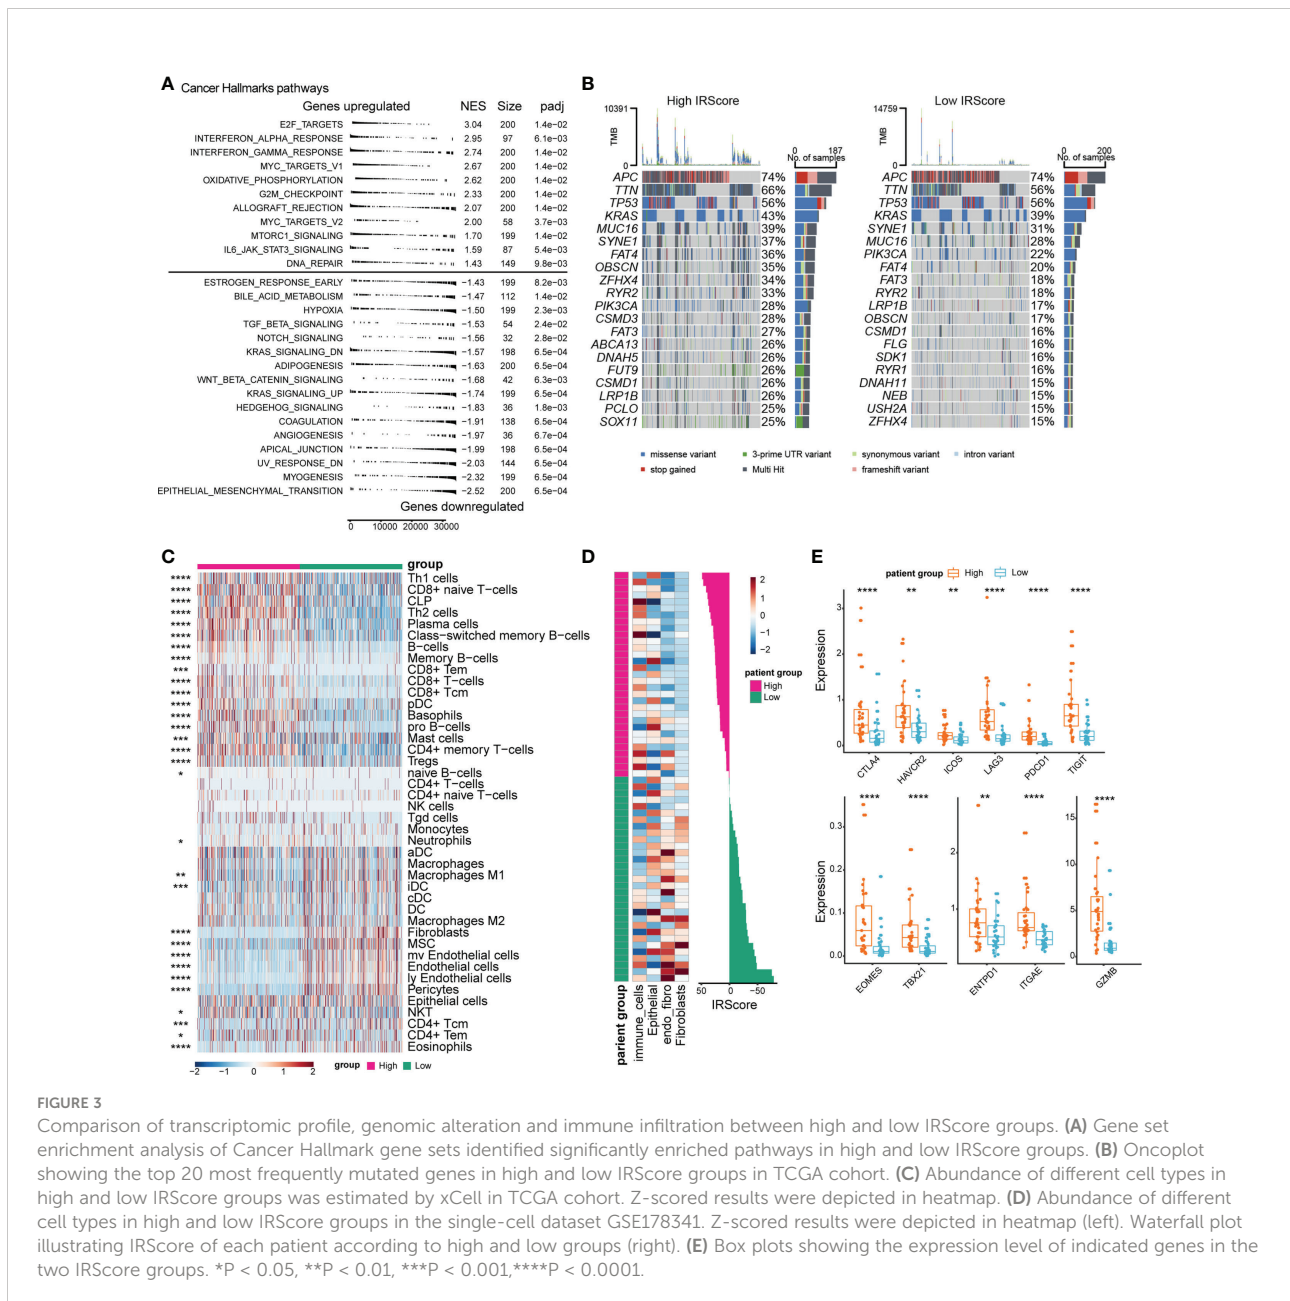 A Cancer Hallmarks pathways
Genes upregulated NES Size padj
E2F_TARGETS 3.04 200 1.4e−02
INTERFERON_ALPHA_RESPONSE 2.95 97 6.1e−03
INTERFERON_GAMMA_RESPONSE 2.74 200 1.4e−02
MYC_TARGETS_V1 2.67 200 1.4e−02
OXIDATIVE_PHOSPHORYLATION 2.62 200 1.4e−02
G2M_CHECKPOINT 2.33 200 1.4e−02
ALLOGRAFT_REJECTION 2.07 200 1.4e−02
MYC_TARGETS_V2 2.00 58 3.7e−03
MTORC1_SIGNALING 1.70 199 1.4e−02
IL6_JAK_STAT3_SIGNALING 1.59 87 5.4e−03
DNA_REPAIR 1.43 149 9.8e−03
ESTROGEN_RESPONSE_EARLY −1.43 199 8.2e−03
BILE_ACID_METABOLISM −1.47 112 1.4e−02
HYPOXIA −1.50 199 2.3e−03
TGF_BETA_SIGNALING −1.53 54 2.4e−02
NOTCH_SIGNALING −1.56 32 2.8e−02
KRAS_SIGNALING_DN −1.57 198 6.5e−04
ADIPOGENESIS −1.63 200 6.5e−04
WNT_BETA_CATENIN_SIGNALING −1.68 42 6.3e−03
KRAS_SIGNALING_UP −1.74 199 6.5e−04
HEDGEHOG_SIGNALING −1.83 36 1.8e−03
COAGULATION −1.91 138 6.5e−04
ANGIOGENESIS −1.97 36 6.7e−04
APICAL_JUNCTION −1.99 198 6.5e−04
UV_RESPONSE_DN −2.03 144 6.5e−04
MYOGENESIS −2.32 199 6.5e−04
EPITHELIAL_MESENCHYMAL_TRANSITION −2.52 200 6.5e−04
Genes downregulated
0 10000 20000 30000
B
High IRScore
10391
TMB
0
0 187
No. of samples
APC 74%
TTN 66%
TP53 56%
KRAS 43%
MUC16 39%
SYNE1 37%
FAT4 36%
OBSCN 35%
ZFHX4 34%
RYR2 33%
PIK3CA 28%
CSMD3 28%
FAT3 27%
ABCA13 26%
DNAH5 26%
FUT9 26%
CSMD1 26%
LRP1B 26%
PCLO 25%
SOX11 25%
Low IRScore
14759
TMB
0
0 200
No. of samples
APC 74%
TTN 56%
TP53 56%
KRAS 39%
SYNE1 31%
MUC16 28%
PIK3CA 22%
FAT4 20%
FAT3 18%
RYR2 18%
LRP1B 17%
OBSCN 17%
CSMD1 16%
FLG 16%
SDK1 16%
RYR1 16%
DNAH11 15%
NEB 15%
USH2A 15%
ZFHX4 15%
missense variant 3-prime UTR variant synonymous variant intron variant
stop gained Multi Hit frameshift variant
C
group
**** Th1 cells
**** CD8+ naive T−cells
**** CLP
**** Th2 cells
**** Plasma cells
**** Class−switched memory B−cells
**** B−cells
**** Memory B−cells
*** CD8+ Tem
**** CD8+ T−cells
**** CD8+ Tcm
**** pDC
**** Basophils
**** pro B−cells
*** Mast cells
**** CD4+ memory T−cells
**** Tregs
* naive B−cells
CD4+ T−cells
CD4+ naive T−cells
NK cells
Tgd cells
Monocytes
* Neutrophils
aDC
Macrophages
** Macrophages M1
*** iDC
cDC
DC
Macrophages M2
**** Fibroblasts
**** MSC
**** mv Endothelial cells
**** Endothelial cells
**** ly Endothelial cells
**** Pericytes
Epithelial cells
* NKT
*** CD4+ Tcm
* CD4+ Tem
**** Eosinophils
−2 −1 0 1 2
group High Low
D
2
1
0
−1
−2
patient group
High
Low
parient group
immune_cells
Epithelial
endo_fibro
Fibroblasts
50 0 −50
IRScore
E
patient group High Low
**** ** ** **** **** ****
Expression
3
2
1
0
CTLA4 HAVCR2 ICOS LAG3 PDCD1 TIGIT
**** **** ** **** ****
Expression
0.3
0.2
0.1
0.0
EOMES TBX21
2
1
0
ENTPD1 ITGAE
15
10
5
0
GZMB
FIGURE 3
Comparison of transcriptomic profile, genomic alteration and immune infiltration between high and low IRScore groups. (A) Gene set
enrichment analysis of Cancer Hallmark gene sets identified significantly enriched pathways in high and low IRScore groups. (B) Oncoplot
showing the top 20 most frequently mutated genes in high and low IRScore groups in TCGA cohort. (C) Abundance of different cell types in
high and low IRScore groups was estimated by xCell in TCGA cohort. Z-scored results were depicted in heatmap. (D) Abundance of different
cell types in high and low IRScore groups in the single-cell dataset GSE178341. Z-scored results were depicted in heatmap (left). Waterfall plot
illustrating IRScore of each patient according to high and low groups (right). (E) Box plots showing the expression level of indicated genes in the
two IRScore groups. *P < 0.05, **P < 0.01, ***P < 0.001,****P < 0.0001.